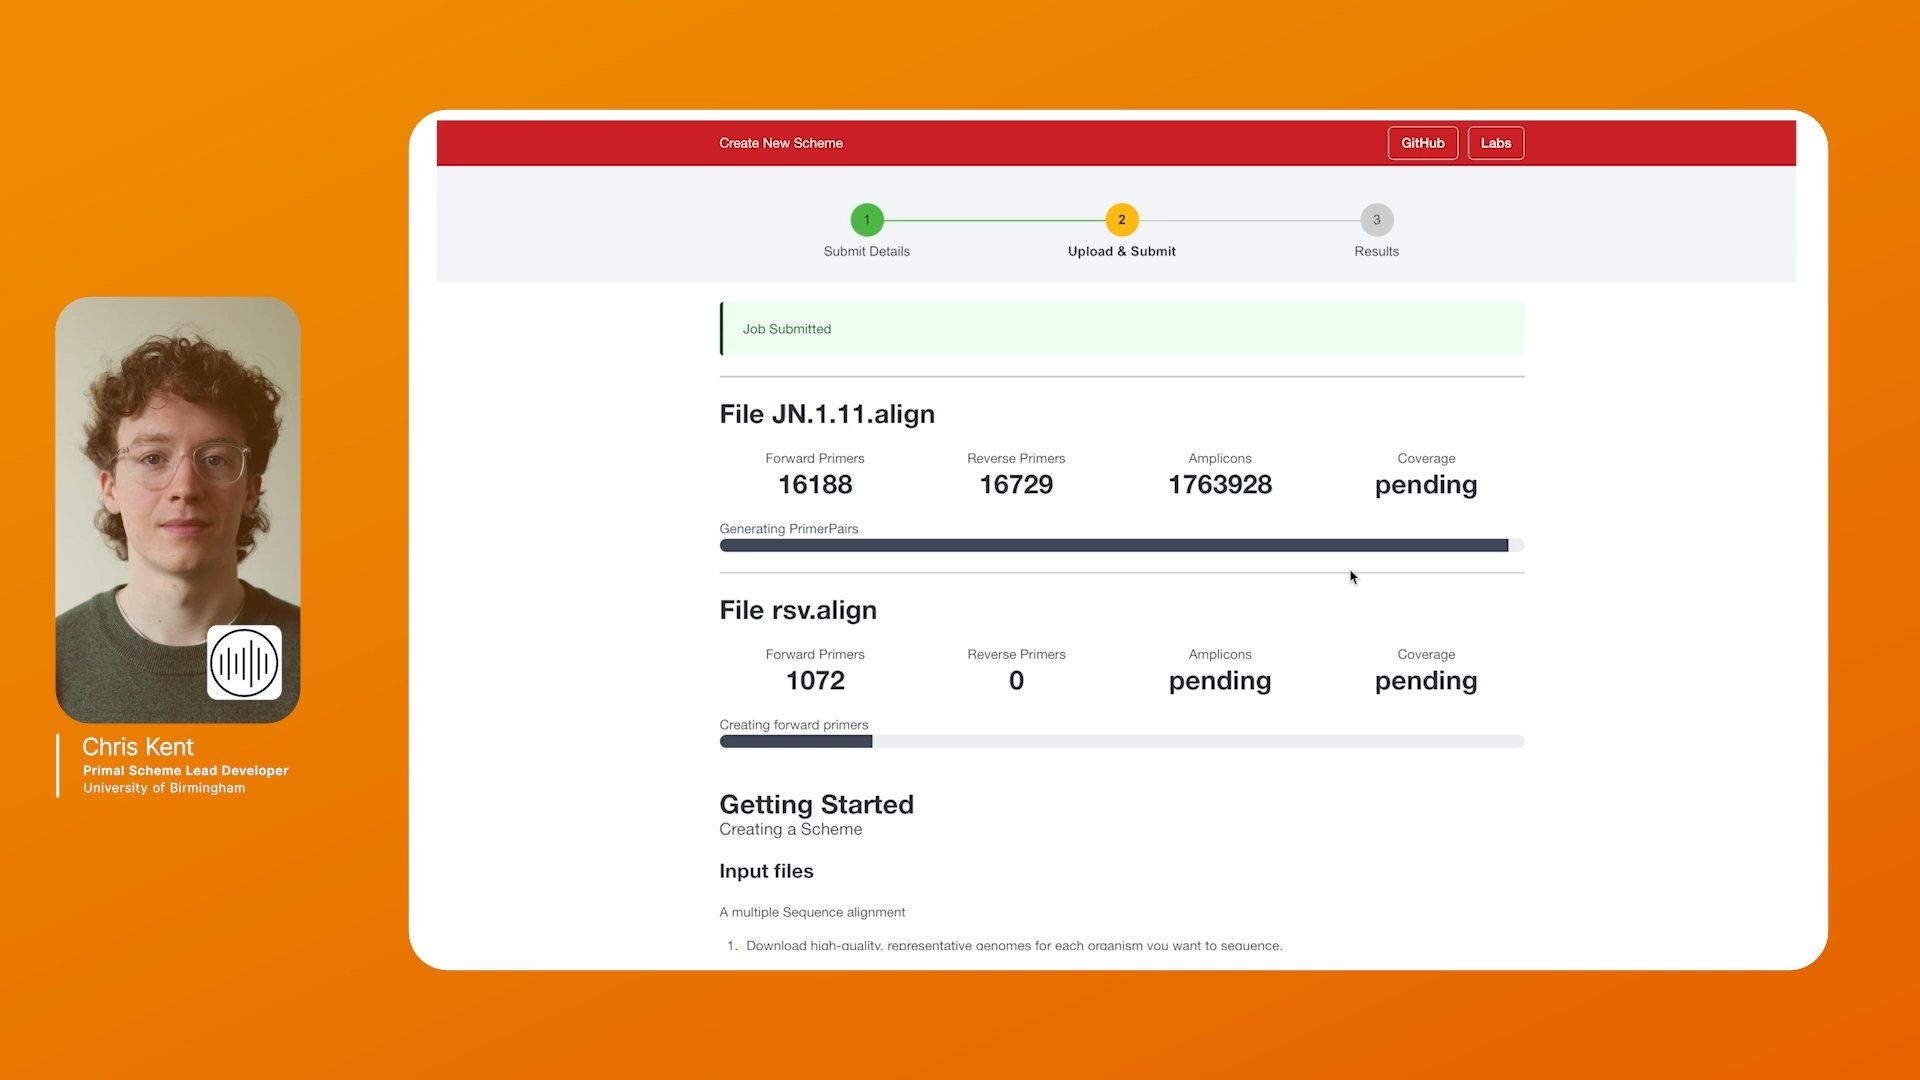 Create New Scheme
GitHub
Labs
1
2
3
Submit Details
Upload & Submit
Results
Job Submitted
File JN.1.11.align
Forward Primers
Reverse Primers
Amplicons
Coverage
16188
16729
1763928
pending
Generating PrimerPairs
File rsv.align
Forward Primers
Reverse Primers
Amplicons
Coverage
1072
0
pending
pending
Creating forward primers
Getting Started
Creating a Scheme
Input files
A multiple Sequence alignment
1. Download high-quality, representative genomes for each organism you want to sequence.
Chris Kent
Primal Scheme Lead Developer
University of Birmingham